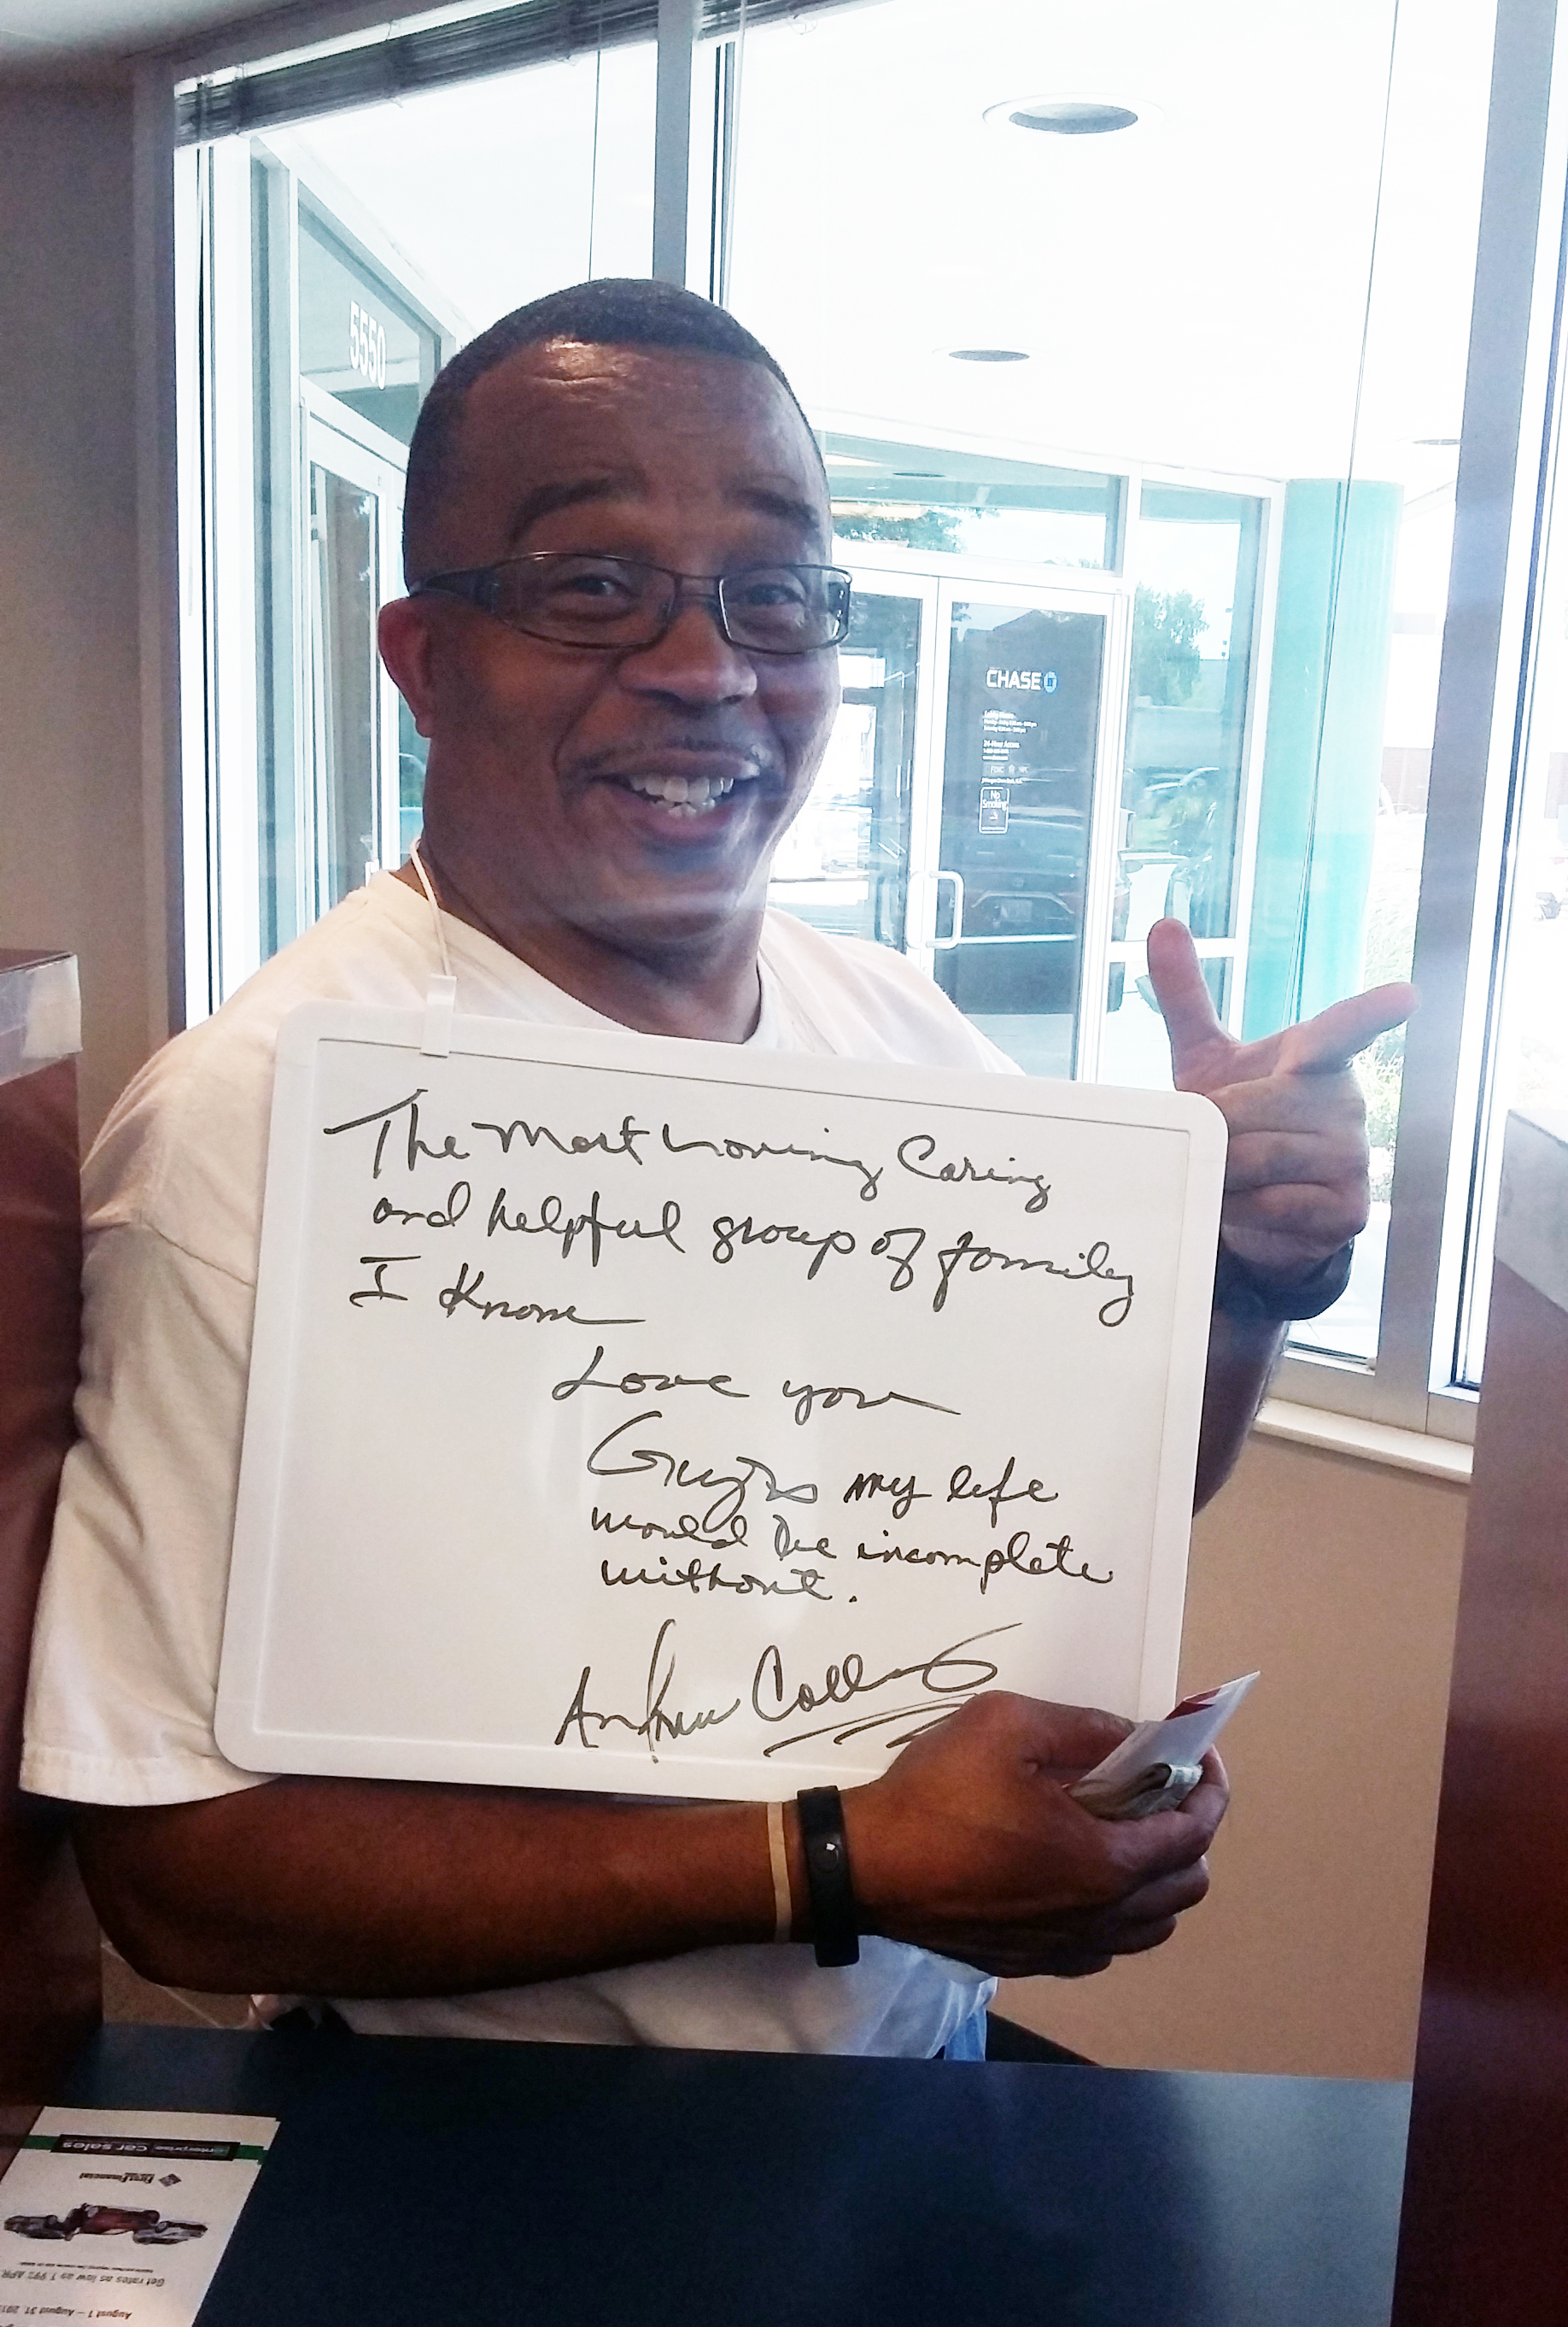 5550
CHASE
No
Smoking
The Most Loving Caring
and helpful group of family
I Know
Love you
Guys my life
would be incomplete
without.
Andrew Collins
enterprise car sales
First Financial
Get rates as low as 1.99% APR.
August 1 – August 31, 201